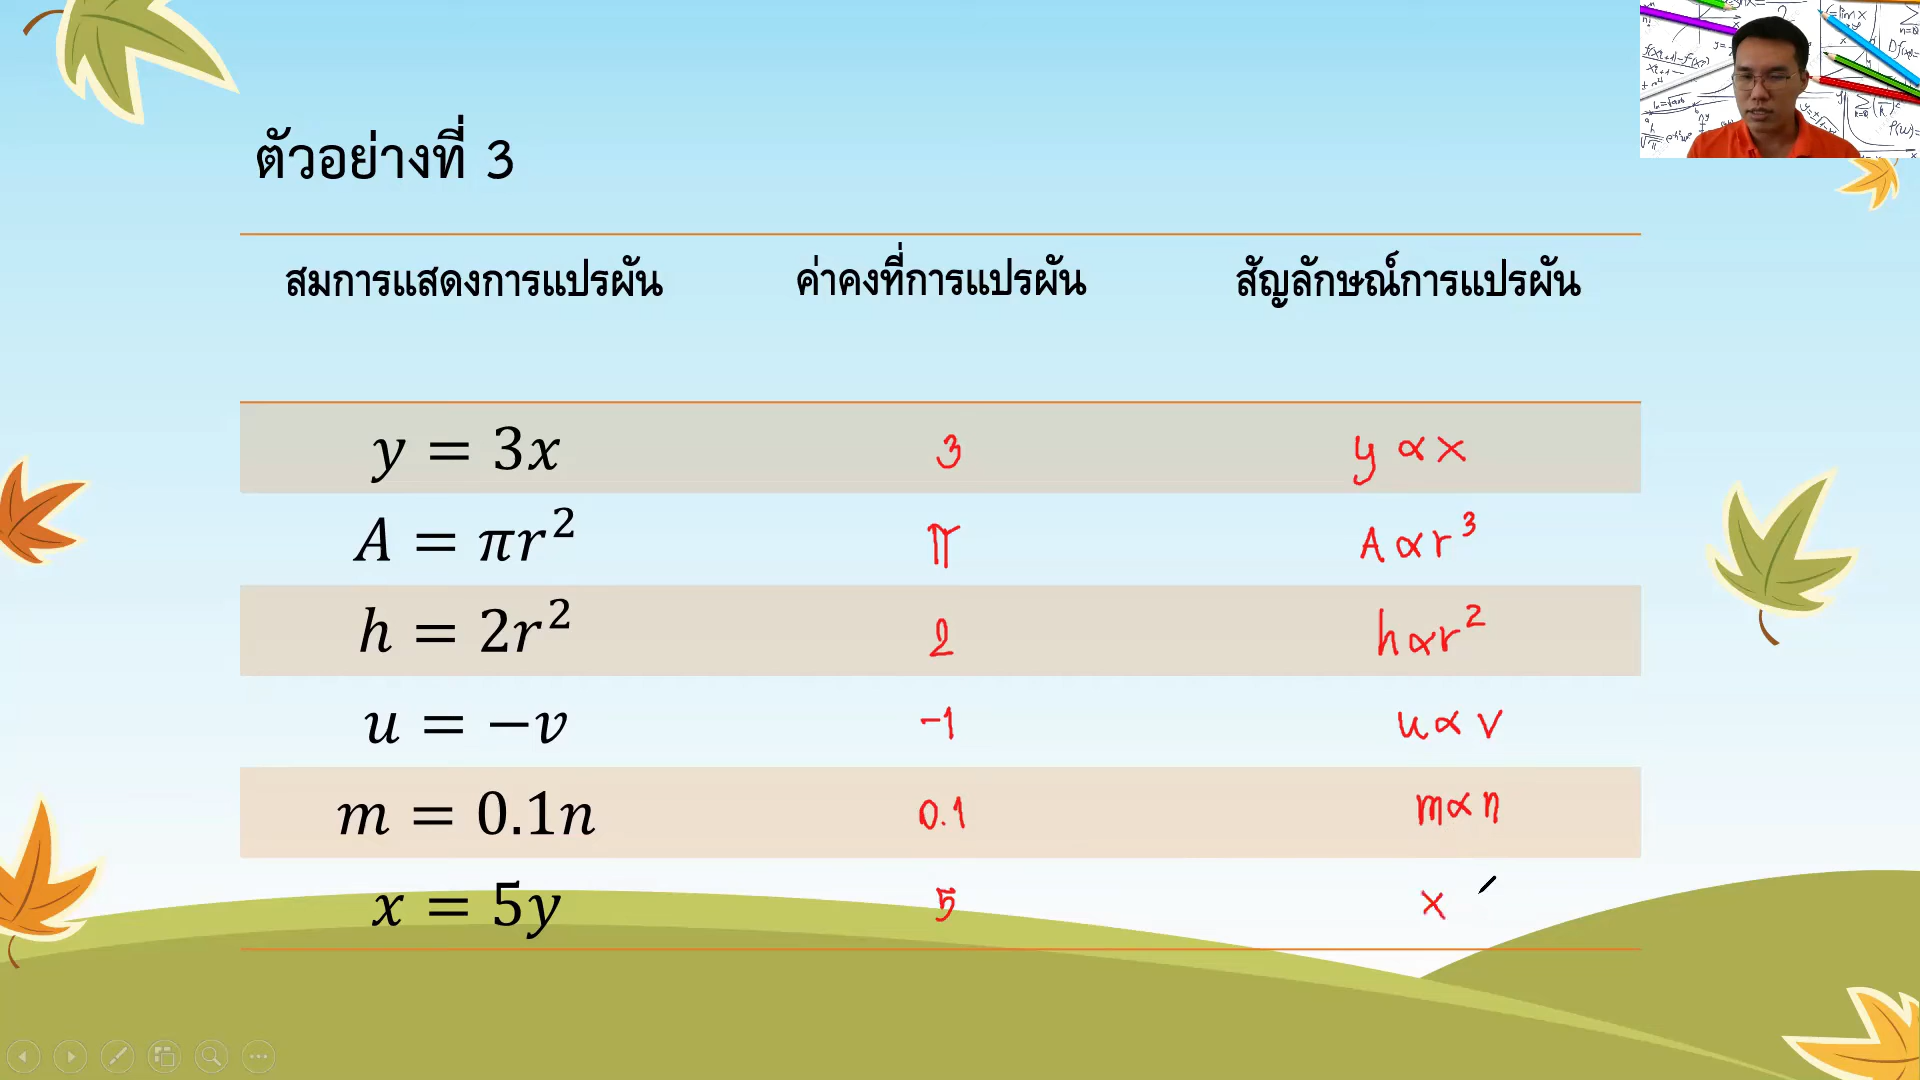 ตัวอย่างที่ 3
สมการแสดงการแปรผัน ค่าคงที่การแปรผัน สัญลักษณ์การแปรผัน
y = 3x 3 y ∝ x
A = πr² π A ∝ r³
h = 2r² 2 h ∝ r²
u = −v -1 u ∝ v
m = 0.1n 0.1 m ∝ n
x = 5y 5 x